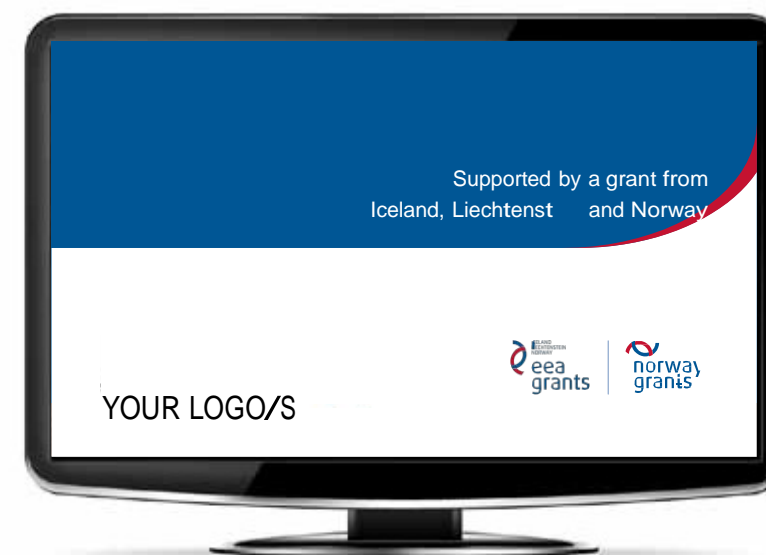 Supported by a grant from
Iceland, Liechtenst and Norway
eea
grants
norway
grants
YOUR LOGO/S